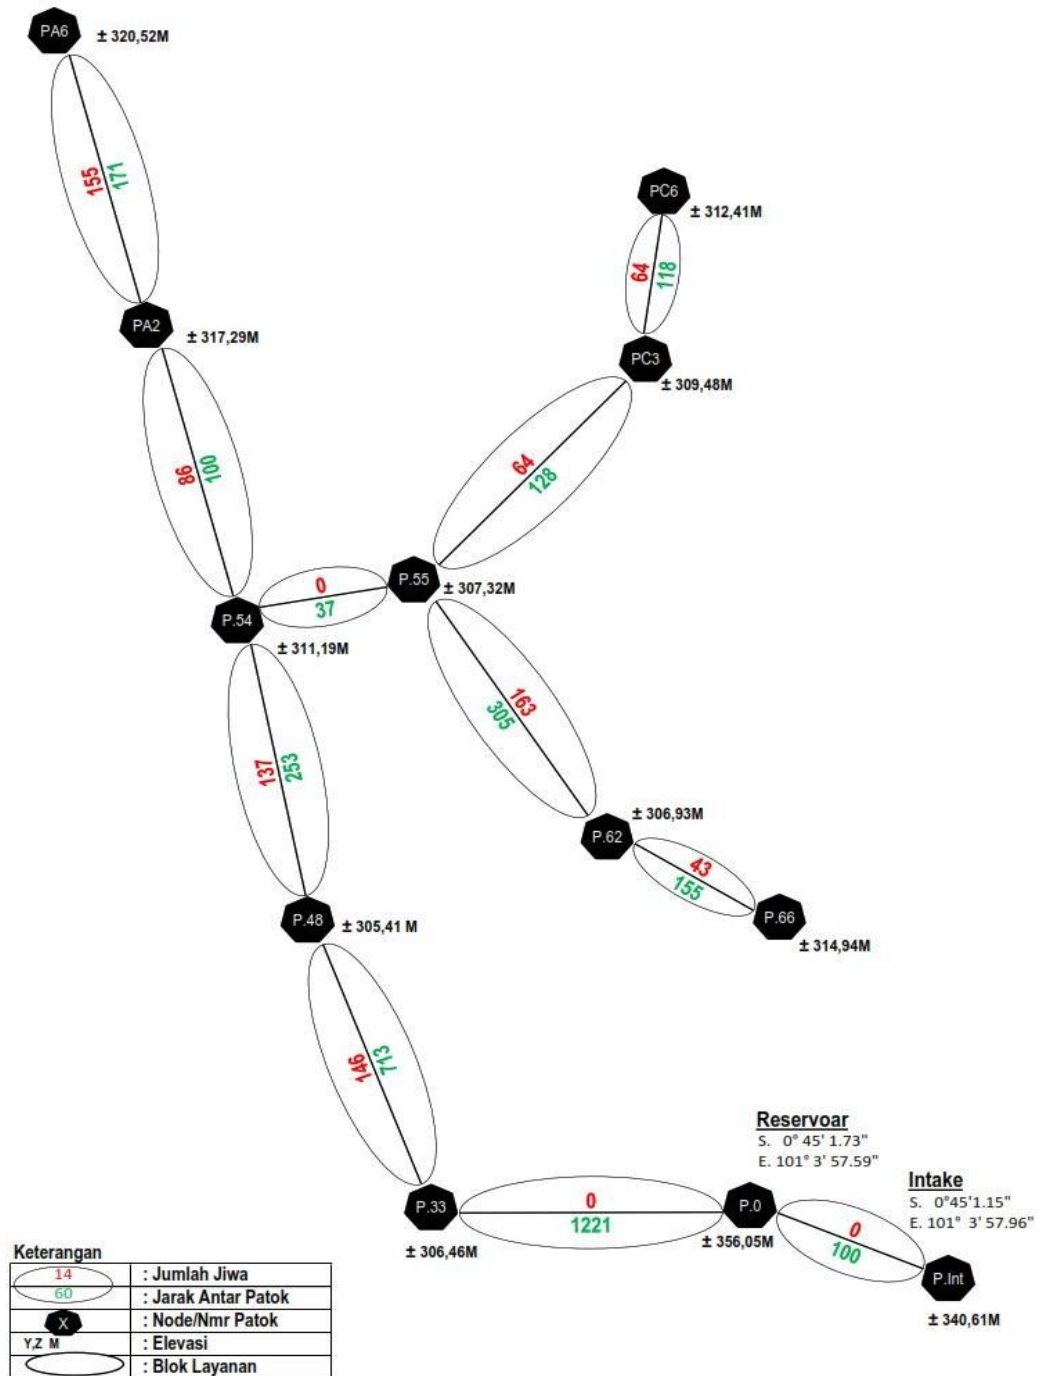 PA6
± 320,52M
155
171
PC6
± 312,41M
64
118
PA2
± 317,29M
PC3
± 309,48M
86
100
64
128
P.55
± 307,32M
0
37
P.54
± 311,19M
163
305
137
253
± 306,93M
P.62
43
155
P.66
± 314,94M
P.48
± 305,41 M
146
713
Reservoar
S. 0° 45' 1.73"
E. 101° 3' 57.59"
Intake
S. 0°45'1.15"
E. 101° 3' 57.96"
P.33
± 306,46M
0
1221
P.0
± 356,05M
0
100
P.Int
± 340,61M
Keterangan
14 : Jumlah Jiwa
60 : Jarak Antar Patok
X : Node/Nmr Patok
Y,Z M : Elevasi
: Blok Layanan